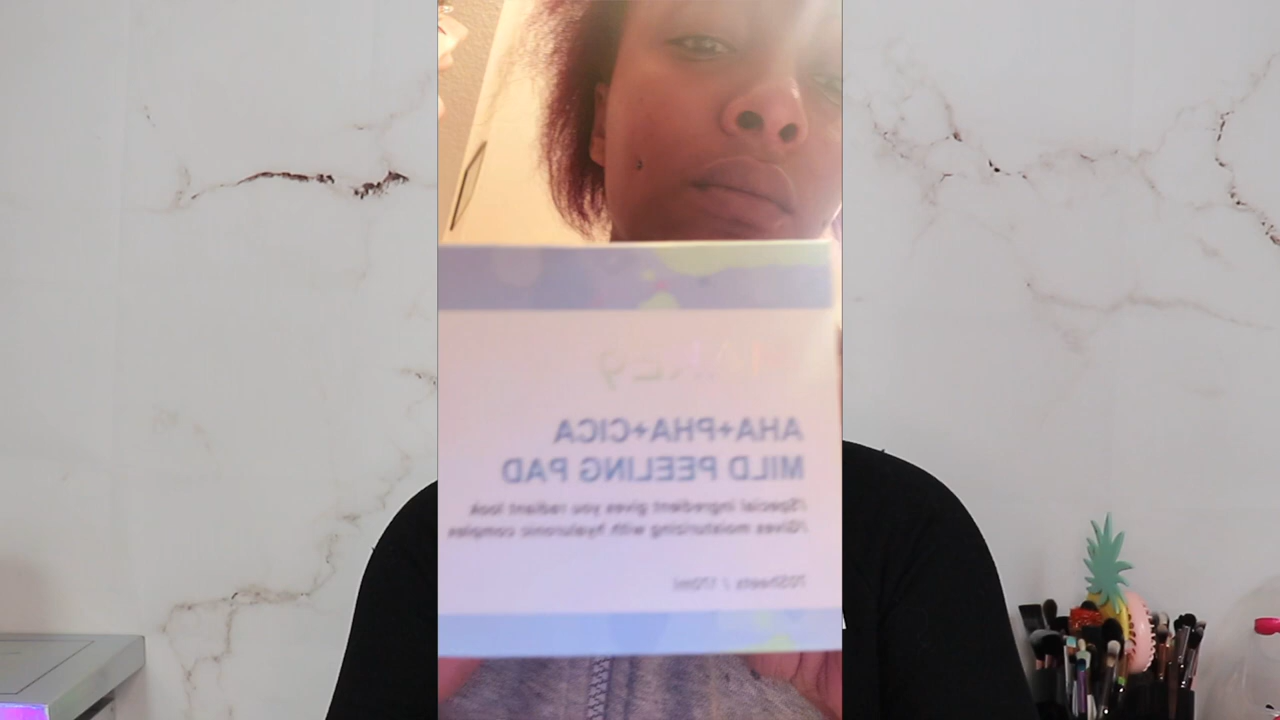 AHA+PHA+CICA
MILD PEELING PAD
/Special ingredient gives you radiant look
/Gives moisturizing with hyaluronic complex
70Sheets / 170ml